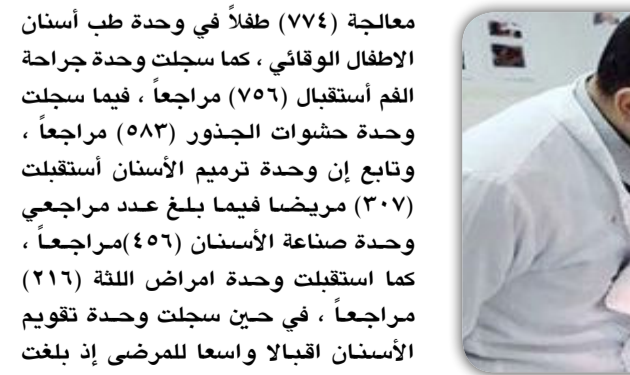 معالجة (٧٧٤) طفلاً في وحدة طب أسنان
الاطفال الوقائي ، كما سجلت وحدة جراحة
الفم أستقبال (٧٥٦) مراجعاً ، فيما سجلت
وحدة حشوات الجذور (٥٨٣) مراجعاً ،
وتابع إن وحدة ترميم الأسنان أستقبلت
(٣٠٧) مريضا فيما بلغ عدد مراجعي
وحدة صناعة الأسنان (٤٥٦)مراجعاً ،
كما استقبلت وحدة امراض اللثة (٢١٦)
مراجعاً ، في حين سجلت وحدة تقويم
الأسنان اقبالا واسعا للمرضى إذ بلغت